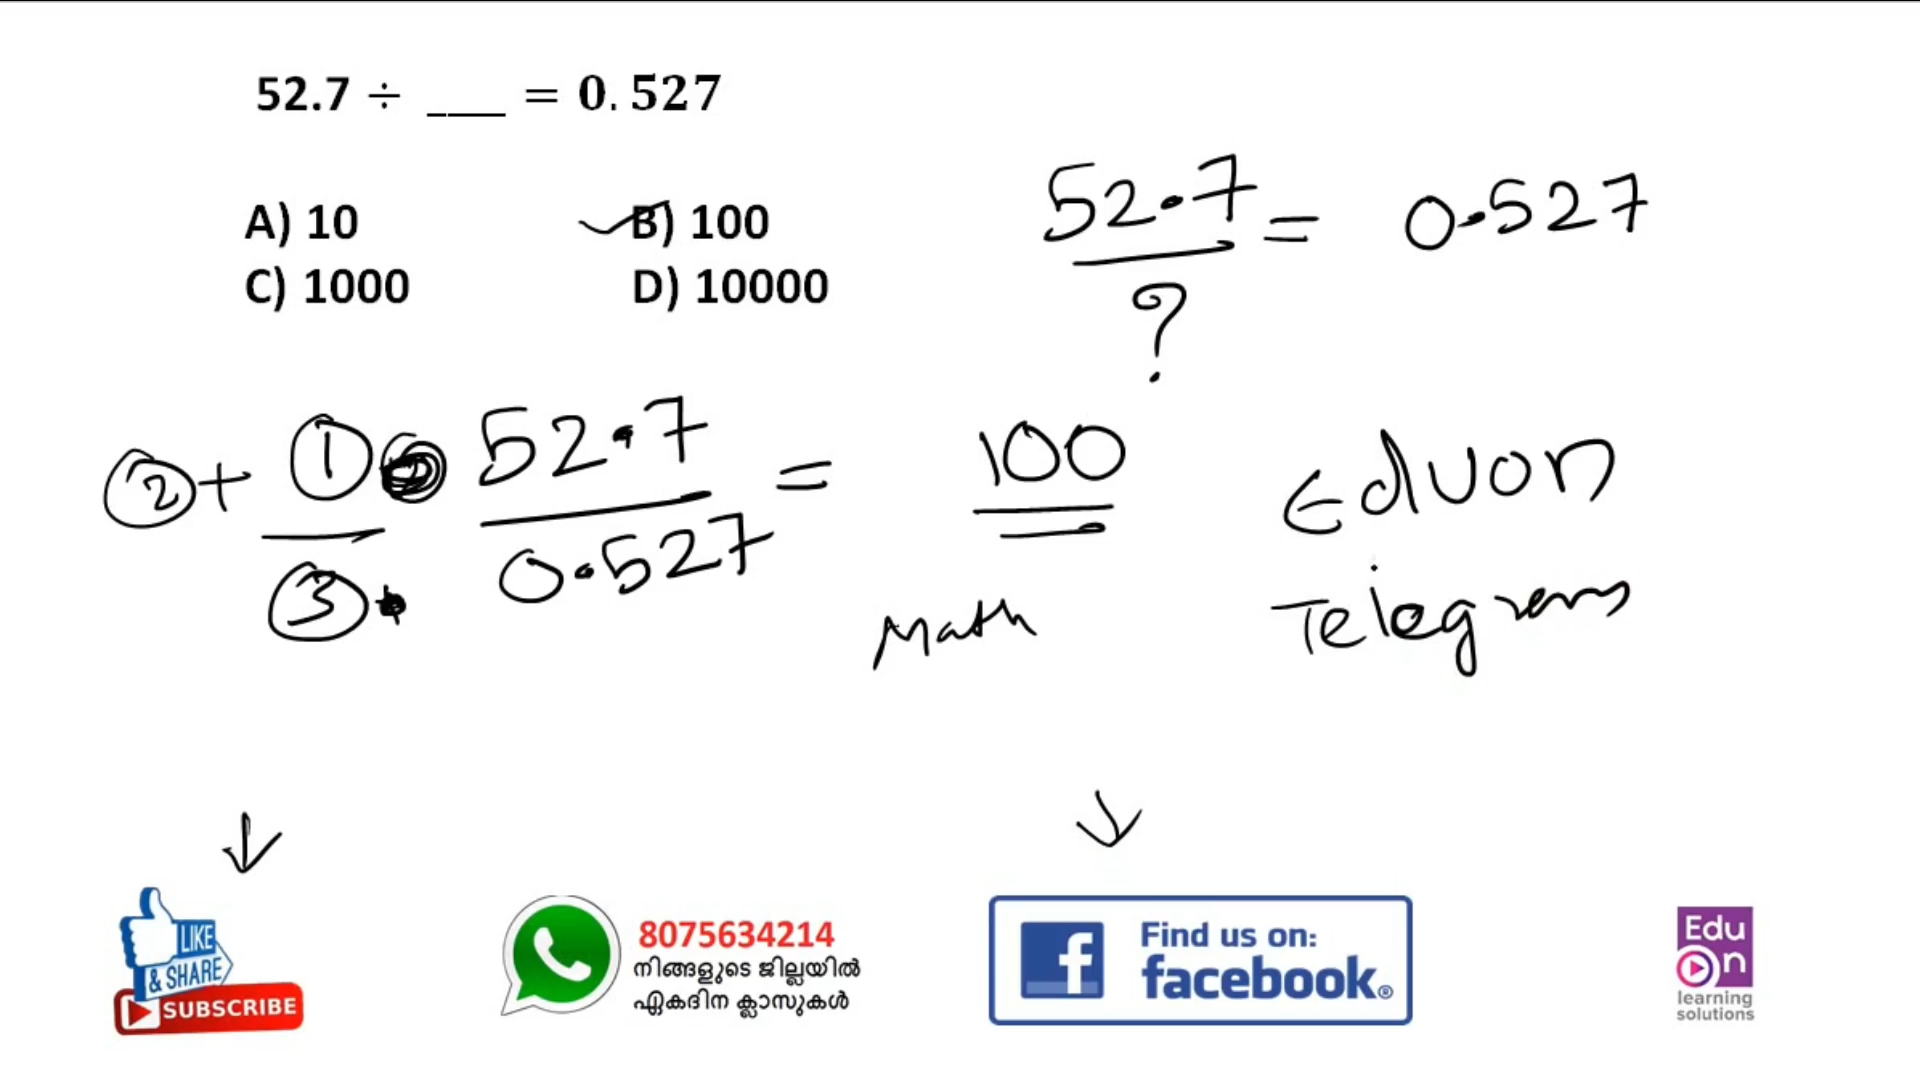 52.7 ÷ ____ = 0.527
A) 10 B) 100
C) 1000 D) 10000
52.7 = 0.527
?
2 + 1 52.7 = 100
3 0.527
Eduon
Math
Telegram
LIKE
& SHARE
SUBSCRIBE
8075634214
നിങ്ങളുടെ ജില്ലയിൽ
ഏകദിന ക്ലാസുകൾ
Find us on:
facebook®
Edu
On
learning
solutions